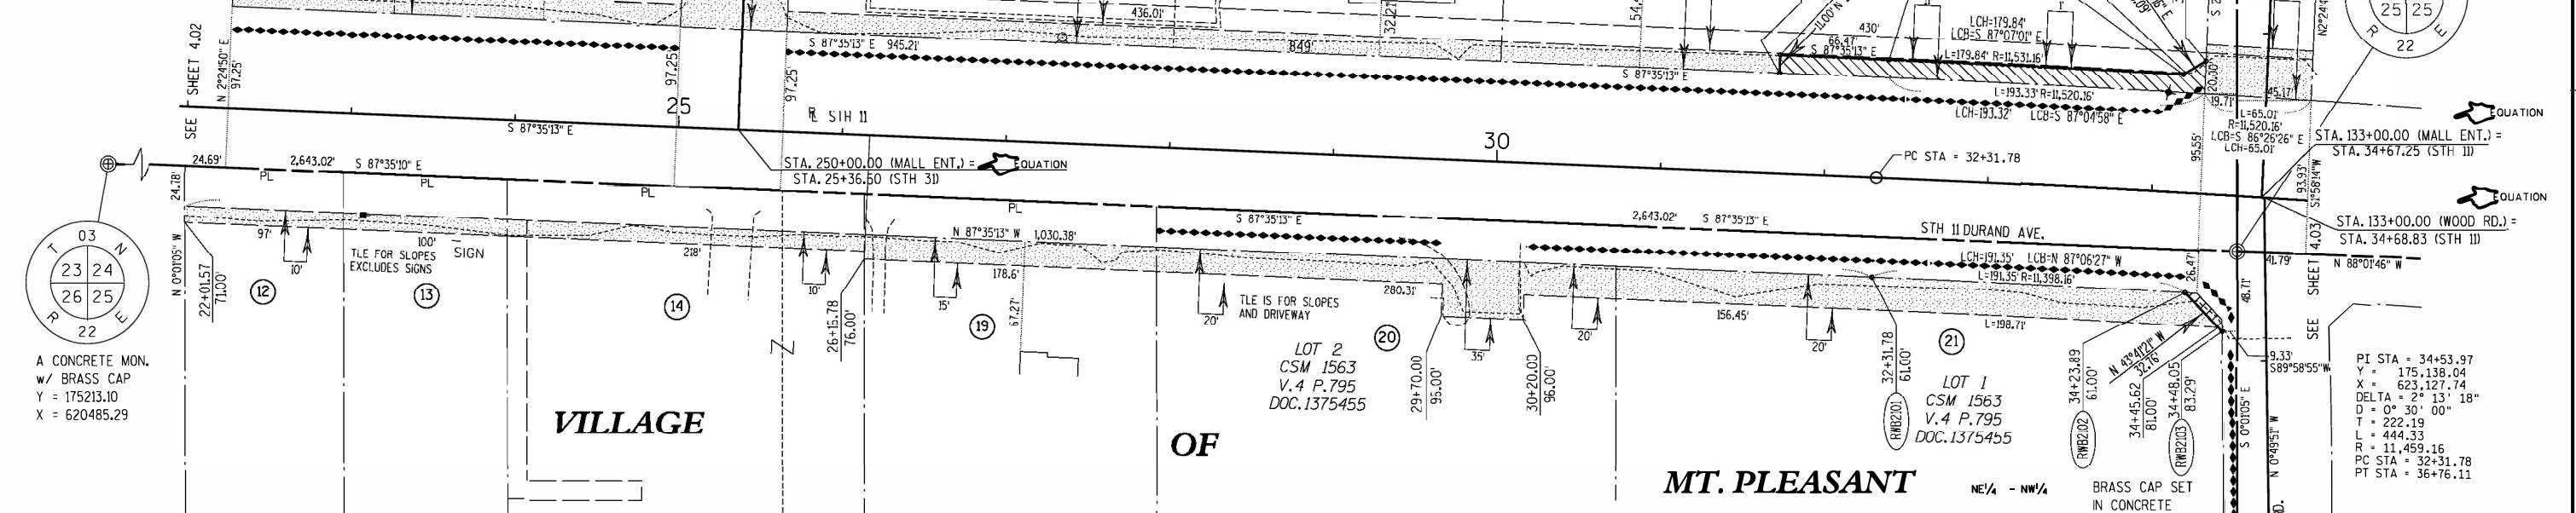 SEE SHEET 4.02
N 2°24'50" E
97.25'
436.01'
S 87°35'13" E 945.21'
97.25'
97.25'
32.21'
849'
25
S 87°35'13" E
STH 11
STA. 250+00.00 (MALL ENT.) = EQUATION
STA. 25+36.50 (STH 31)
30
S 87°35'13" E
430'
66.47'
S 87°35'13" E
LCH=179.84'
LCB=S 87°07'01" E
L=179.84' R=11,531.16'
L=193.33' R=11,520.16'
LCH=193.32' LCB=S 87°04'58" E
20.00'
19.71'
45.17'
L=65.01'
R=11,520.16'
LCB=S 86°26'26" E
LCH=65.01'
25 25
R E
22
EQUATION
STA. 133+00.00 (MALL ENT.) =
STA. 34+67.25 (STH 11)
EQUATION
STA. 133+00.00 (WOOD RD.) =
STA. 34+68.83 (STH 11)
PC STA = 32+31.78
95.55'
93.93'
S1°58'14"W
SEE SHEET 4.03
24.69'
2,643.02' S 87°35'10" E
PL
PL
PL
PL
24.78'
N 0°01'05" W
22+01.57
71.00'
97'
10'
12
100'
TLE FOR SLOPES
EXCLUDES SIGNS
SIGN
13
218'
14
10'
26+15.78
76.00'
N 87°35'13" W 1,030.38'
15'
178.6'
67.27'
19
S 87°35'13" E
20'
TLE IS FOR SLOPES
AND DRIVEWAY
280.31'
20
LOT 2
CSM 1563
V.4 P.795
DOC.1375455
29+70.00
95.00'
35'
30+20.00
96.00'
20'
2,643.02' S 87°35'13" E
STH 11 DURAND AVE.
156.45'
20'
LCH=191.35' LCB=N 87°06'27" W
L=191.35' R=11,398.16'
L=198.71'
32+31.78
61.00'
RWB2101
21
LOT 1
CSM 1563
V.4 P.795
DOC.1375455
26.47'
48.71'
41.79'
N 88°01'46" W
34+23.89
61.00'
RWB2102
N 43°41'21" W
32.76'
34+45.62
81.00'
34+48.05
83.29'
RWB2103
9.33'
S89°58'55"W
S 0°01'05" E
N 0°49'51" W
PI STA = 34+53.97
Y = 175,138.04
X = 623,127.74
DELTA = 2° 13' 18"
D = 0° 30' 00"
T = 222.19
L = 444.33
R = 11,459.16
PC STA = 32+31.78
PT STA = 36+76.11
03
T N
23 24
26 25
R E
22
A CONCRETE MON.
W/ BRASS CAP
Y = 175213.10
X = 620485.29
VILLAGE
OF
MT. PLEASANT
NE¼ - NW¼
BRASS CAP SET
IN CONCRETE